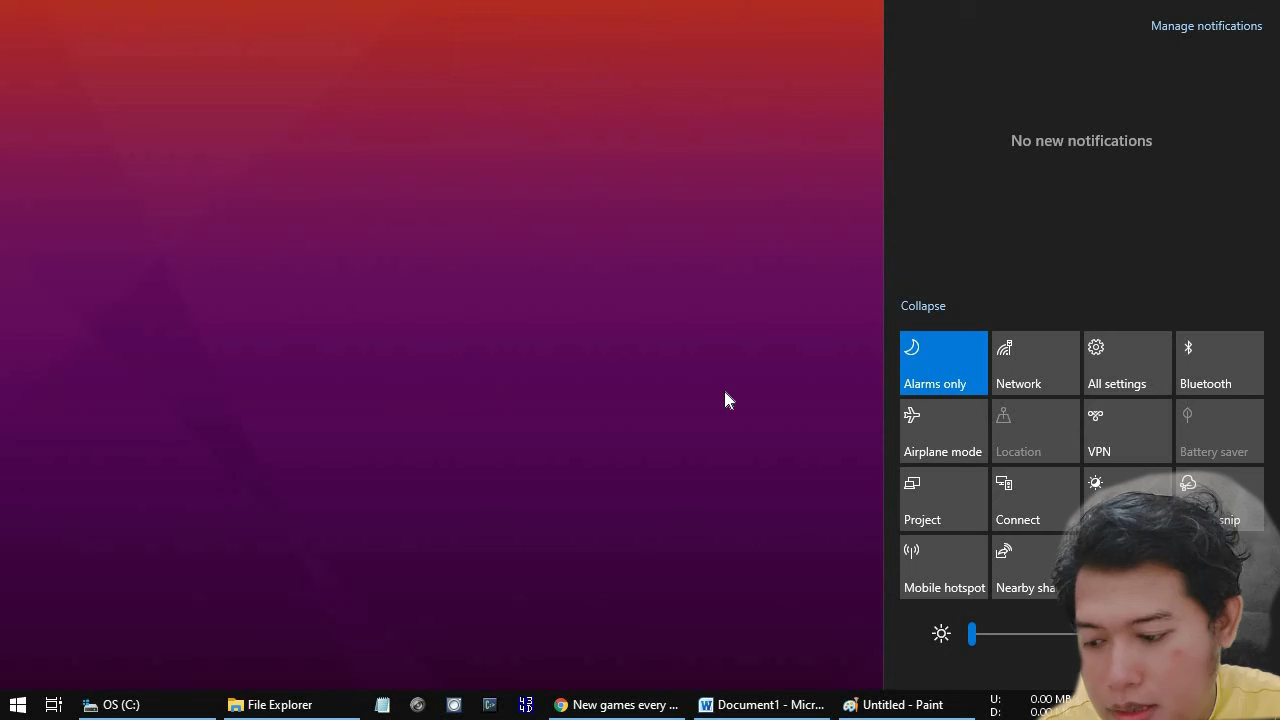 Manage notifications
No new notifications
Collapse
Alarms only
Network
All settings
Bluetooth
Airplane mode
Location
VPN
Battery saver
Project
Connect
snip
Mobile hotspot
Nearby sha
OS (C:)
File Explorer
New games every ...
Document1 - Micr...
Untitled - Paint
U: 0.00 MB
D: 0.00 M